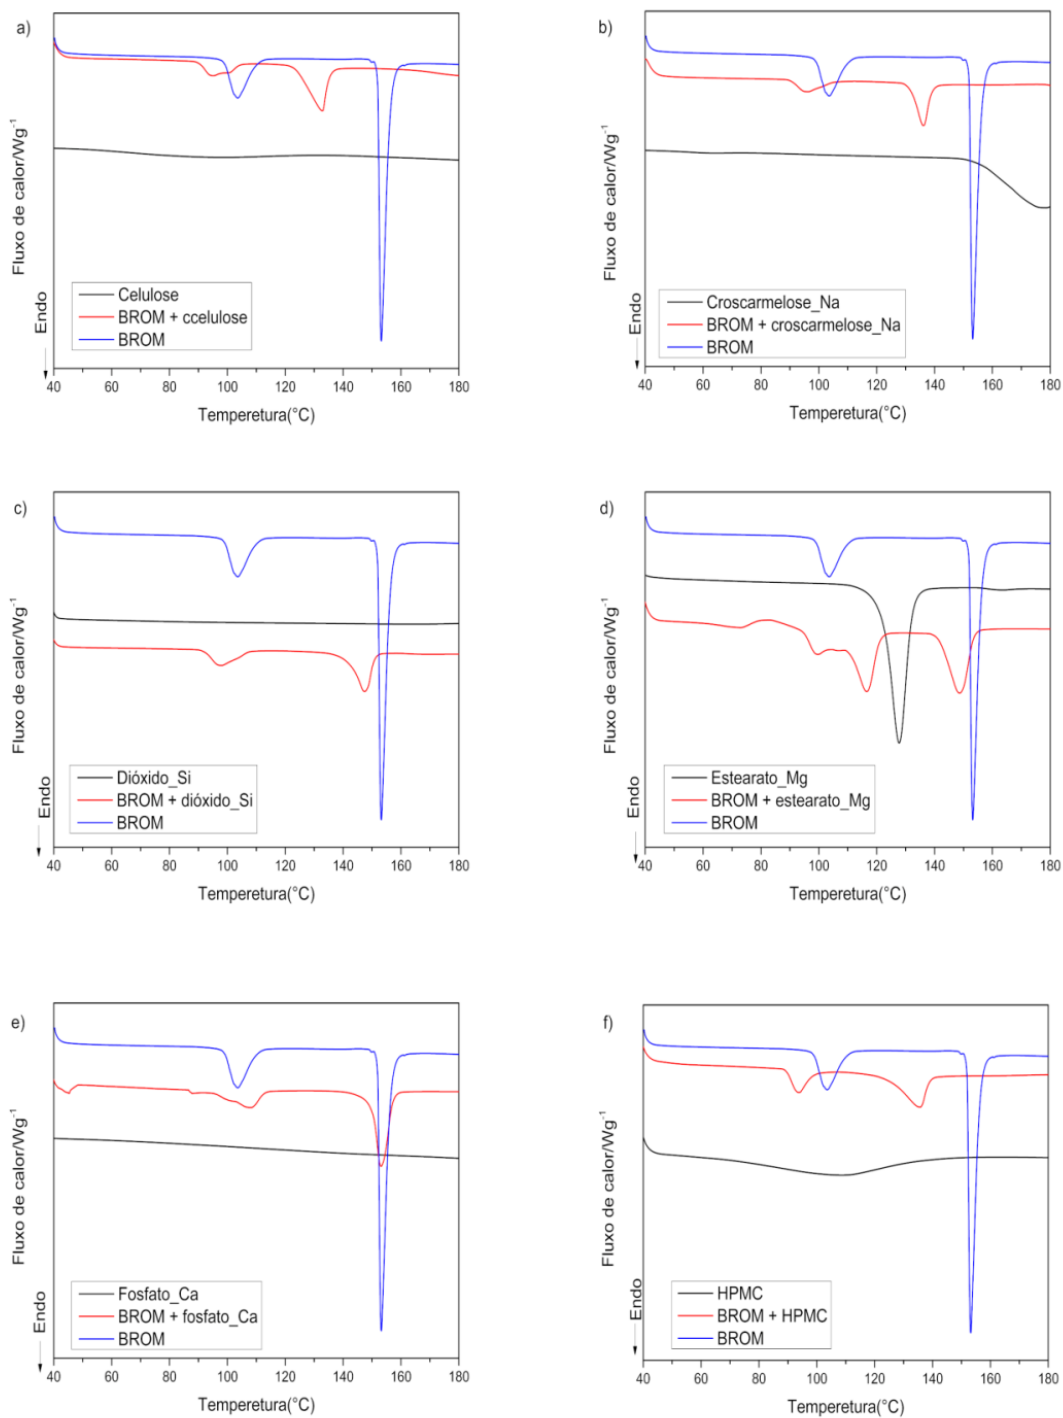 a)
Fluxo de calor/Wg-1
Endo
Celulose
BROM + ccelulose
BROM
40 60 80 100 120 140 160 180
Temperetura(°C)
b)
Fluxo de calor/Wg-1
Endo
Croscarmelose_Na
BROM + croscarmelose_Na
BROM
40 60 80 100 120 140 160 180
Temperetura(°C)
c)
Fluxo de calor/Wg-1
Endo
Dióxido_Si
BROM + dióxido_Si
BROM
40 60 80 100 120 140 160 180
Temperetura(°C)
d)
Fluxo de calor/Wg-1
Endo
Estearato_Mg
BROM + estearato_Mg
BROM
40 60 80 100 120 140 160 180
Temperetura(°C)
e)
Fluxo de calor/Wg-1
Endo
Fosfato_Ca
BROM + fosfato_Ca
BROM
40 60 80 100 120 140 160 180
Temperetura(°C)
f)
Fluxo de calor/Wg-1
Endo
HPMC
BROM + HPMC
BROM
40 60 80 100 120 140 160 180
Temperetura(°C)